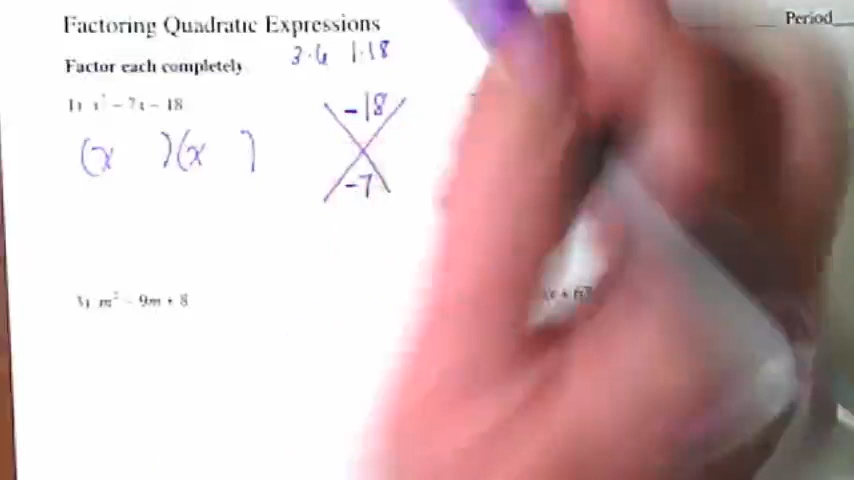 Factoring Quadratic Expressions
Period
Factor each completely
3·6 1·18
1) x² - 7x - 18
-18
(x )(x )
-7
3) m² - 9m + 8